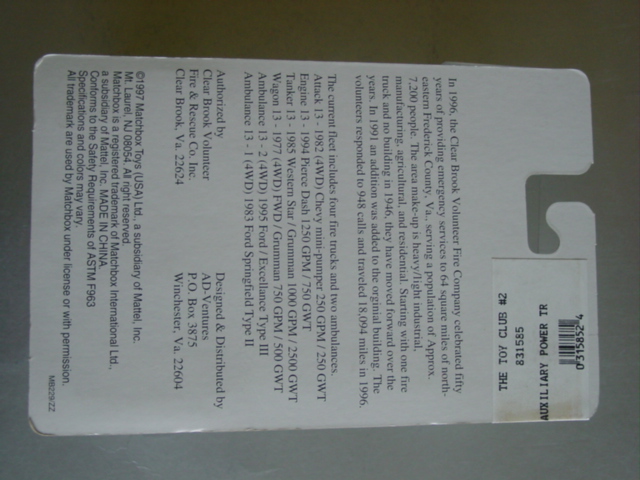 AUXILIARY POWER TR
THE TOY CLUB #2
831585
In 1996, the Clear Brook Volunteer Fire Company celebrated fifty
years of providing emergency services to 64 square miles of north-
eastern Frederick County, Va., serving a population of Approx.
7,200 people. The area make-up is heavy/light industrial,
manufacturing, agricultural, and residential. Starting with one fire
truck and no building in 1946, they have moved forward over the
years. In 1991 an addition was added to the orginial building. The
volunteers responded to 948 calls and traveled 18,094 miles in 1996.
The current fleet includes four fire trucks and two ambulances.
Attack 13 - 1982 (4WD) Chevy mini-pumper 250 GPM / 250 GWT
Engine 13 - 1994 Pierce Dash 1250 GPM / 750 GWT
Tanker 13 - 1985 Western Star / Grumman 1000 GPM / 2500 GWT
Wagon 13 - 1977 (4WD) FWD / Grumman 750 GPM / 500 GWT
Ambulance 13 - 2 (4WD) 1995 Ford / Excellance Type III
Ambulance 13 - 1 (4WD) 1983 Ford Springfield Type II
Authorized by
Clear Brook Volunteer
Fire & Rescue Co. Inc.
Clear Brook, Va. 22624
Designed & Distributed by
AD-Ventures
P.O. Box 3875
Winchester, Va. 22604
©1997 Matchbox Toys (USA) Ltd., a subsidiary of Mattel, Inc.
Mt. Laurel, NJ 08054. All right reserved.
Matchbox is a registered trademark of Matchbox International Ltd.,
a subsidiary of Mattel, Inc. MADE IN CHINA.
Conforms to the Safety Requirements of ASTM F963
Specifications and colors may vary.
All trademark are used by Matchbox under license or with permission.
MB229/ZZ